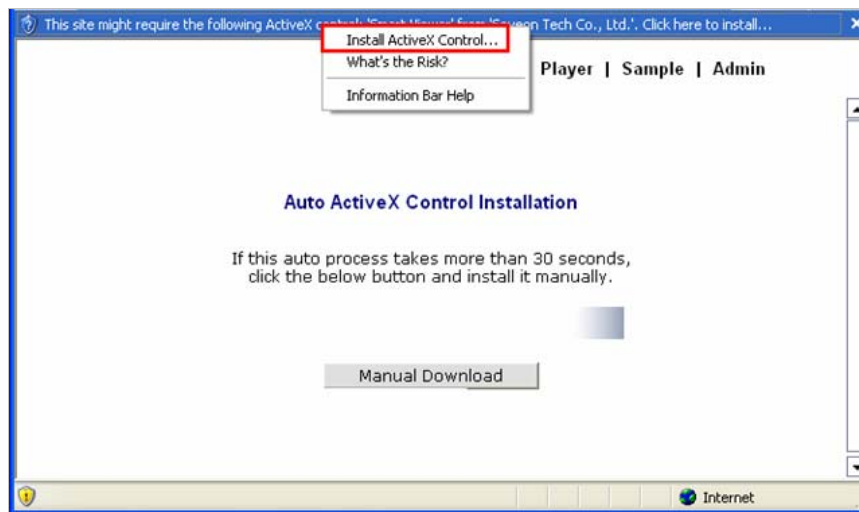 This site might require the following ActiveX control: 'Smart Viewer' from 'Seyeon Tech Co., Ltd.'. Click here to install...
Install ActiveX Control...
What's the Risk?
Information Bar Help
Player | Sample | Admin
Auto ActiveX Control Installation
If this auto process takes more than 30 seconds,
click the below button and install it manually.
Manual Download
Internet